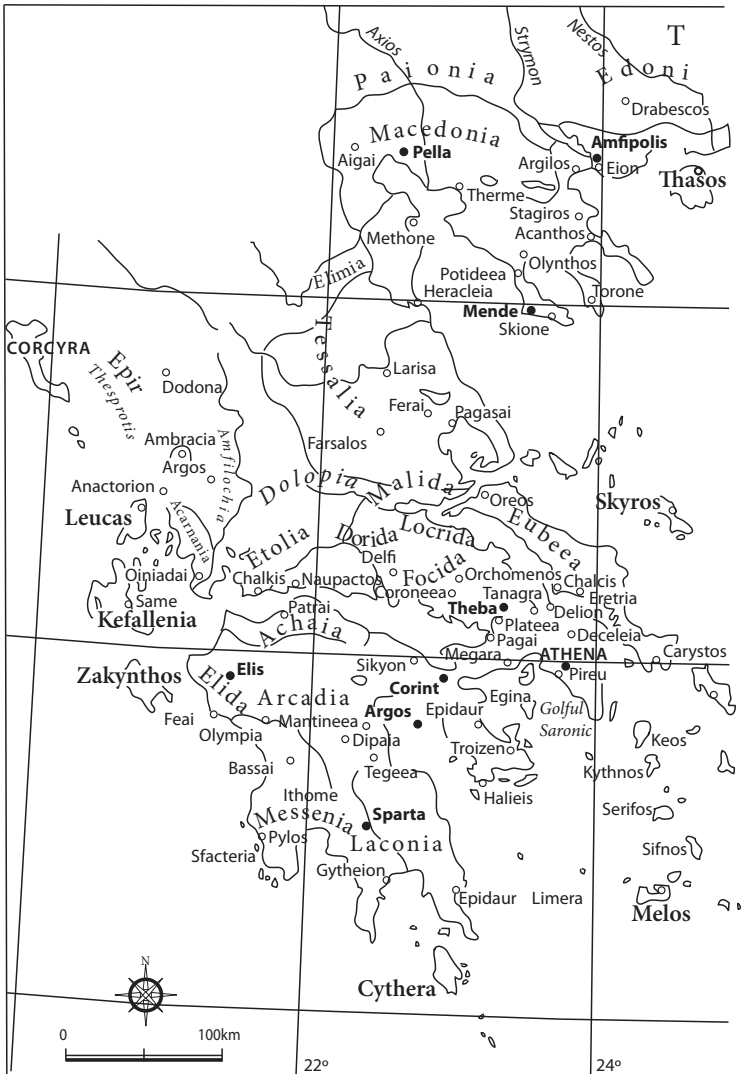 Axios
Strymon
Nestos
T
Paionia
Edoni
Drabescos
Macedonia
Amfipolis
Aigai
Pella
Argilos
Eion
Thasos
Therme
Stagiros
Methone
Acanthos
Elimia
Olynthos
Potideea
Heracleia
Torone
Mende
Skione
CORCYRA
Tessalia
Epir
Thesprotis
Dodona
Larisa
Ferai
Pagasai
Farsalos
Ambracia
Argos
Amfilochia
Anactorion
Dolopia
Malida
Oreos
Skyros
Leucas
Acarnania
Etolia
Dorida
Locrida
Eubeea
Delfi
Focida
Oiniadai
Chalkis
Naupactos
Orchomenos
Chalcis
Coroneea
Tanagra
Eretria
Same
Kefallenia
Patrai
Theba
Delion
Achaia
Plateea
Pagai
Deceleia
Megara
ATHENA
Carystos
Zakynthos
Elis
Sikyon
Pireu
Elida
Corint
Arcadia
Egina
Feai
Mantineea
Argos
Epidaur
Golful
Saronic
Olympia
Dipaia
Troizen
Keos
Bassai
Tegeea
Kythnos
Ithome
Halieis
Messenia
Sparta
Serifos
Pylos
Laconia
Sfacteria
Sifnos
Gytheion
Epidaur Limera
Melos
Cythera
N
0 100km
22º
24º